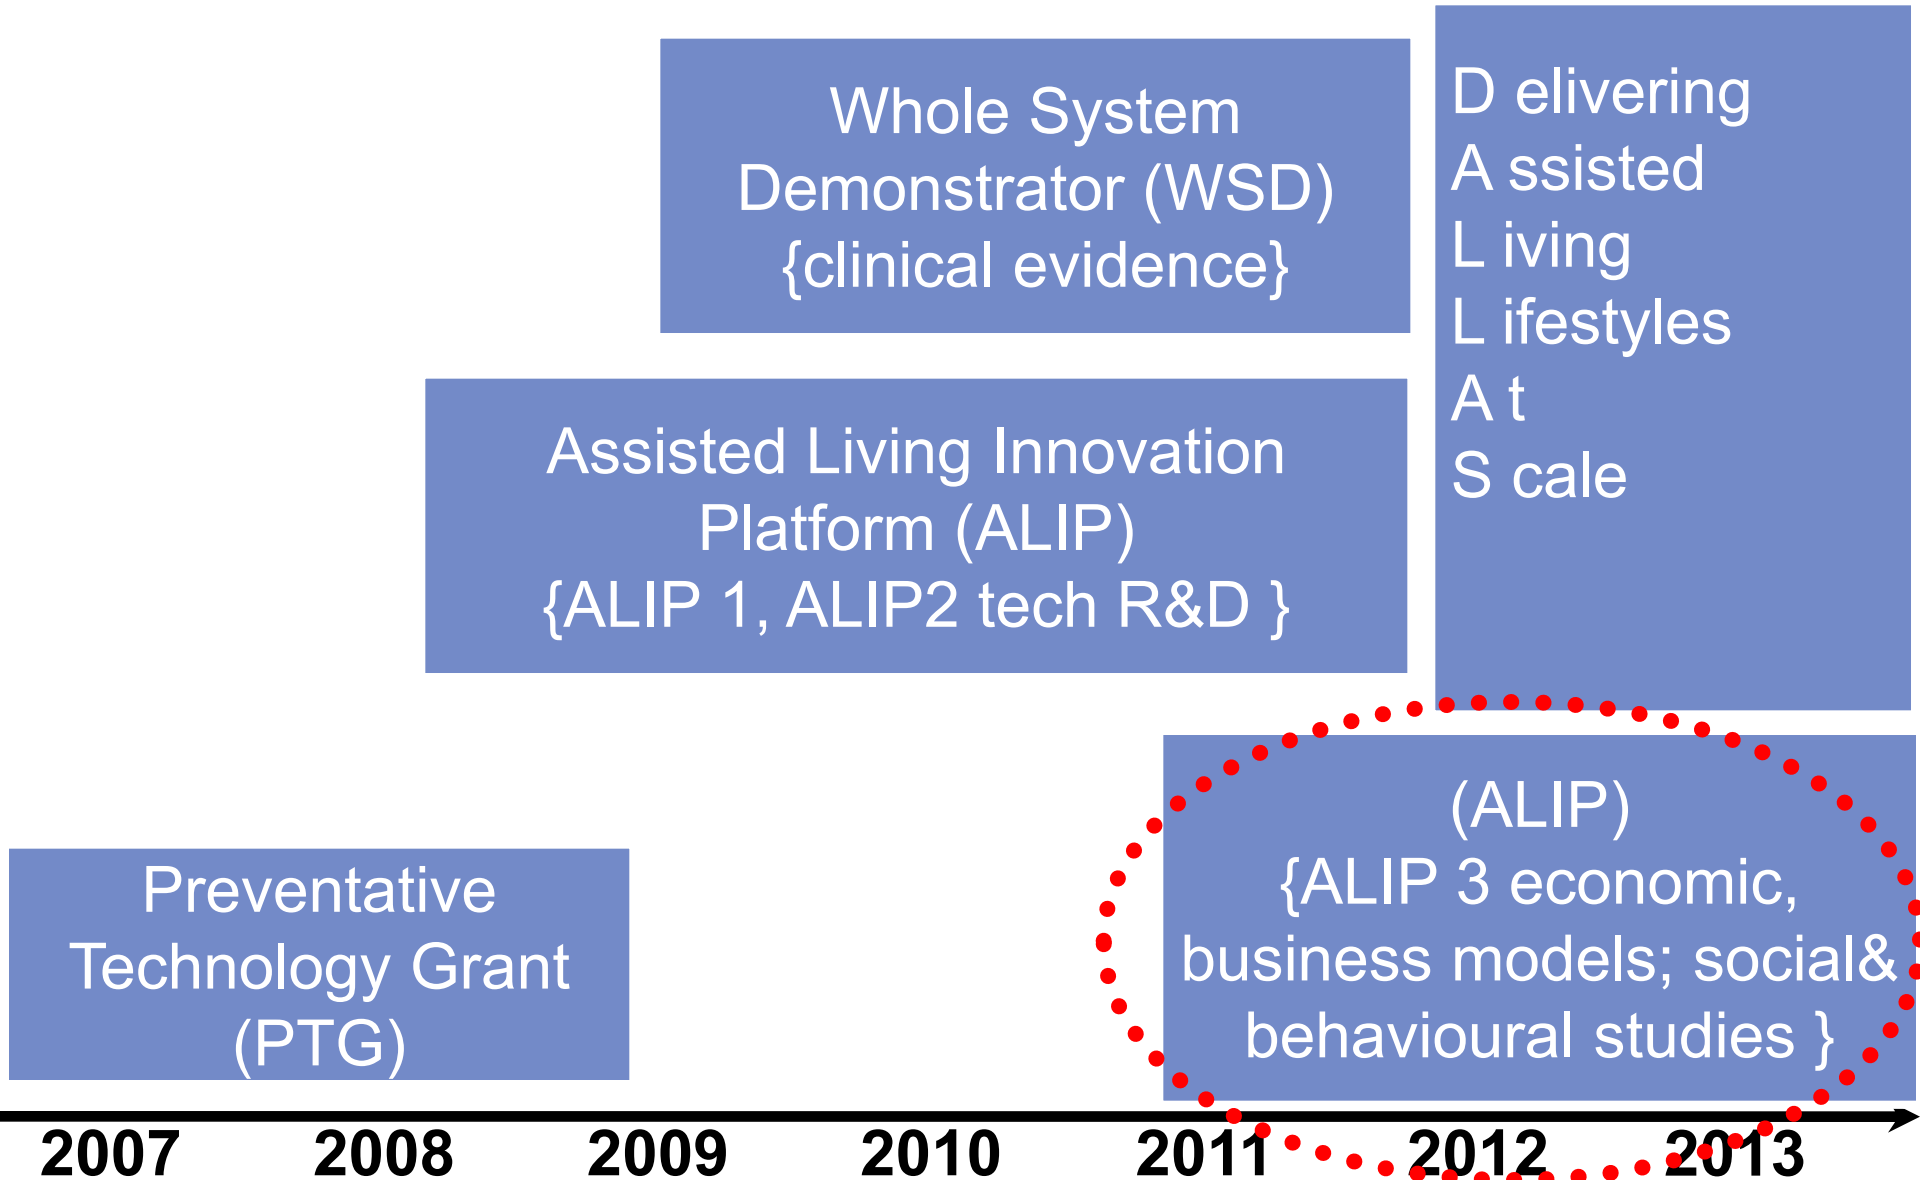 Whole System
Demonstrator (WSD)
{clinical evidence}
D elivering
A ssisted
L iving
L ifestyles
A t
S cale
Assisted Living Innovation
Platform (ALIP)
{ALIP 1, ALIP2 tech R&D }
(ALIP)
{ALIP 3 economic,
business models; social&
behavioural studies }
Preventative
Technology Grant
(PTG)
2007 2008 2009 2010 2011 2012 2013